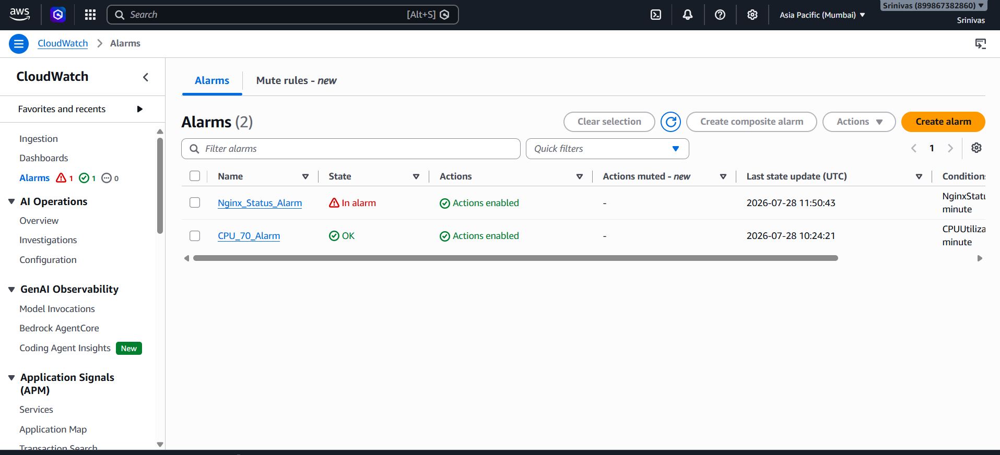 aws
Search
[Alt+S]
Asia Pacific (Mumbai)
Srinivas (899867382860)
Srinivas
CloudWatch
Alarms
CloudWatch
Favorites and recents
Ingestion
Dashboards
Alarms 1 1 0
AI Operations
Overview
Investigations
Configuration
GenAI Observability
Model Invocations
Bedrock AgentCore
Coding Agent Insights New
Application Signals
(APM)
Services
Application Map
Transaction Search
Alarms
Mute rules - new
Alarms (2)
Clear selection
Create composite alarm
Actions
Create alarm
Filter alarms
Quick filters
1
Name State Actions Actions muted - new Last state update (UTC) Conditions
Nginx_Status_Alarm In alarm Actions enabled - 2026-07-28 11:50:43 NginxStatu
minute
CPU_70_Alarm OK Actions enabled - 2026-07-28 10:24:21 CPUUtiliza
minute